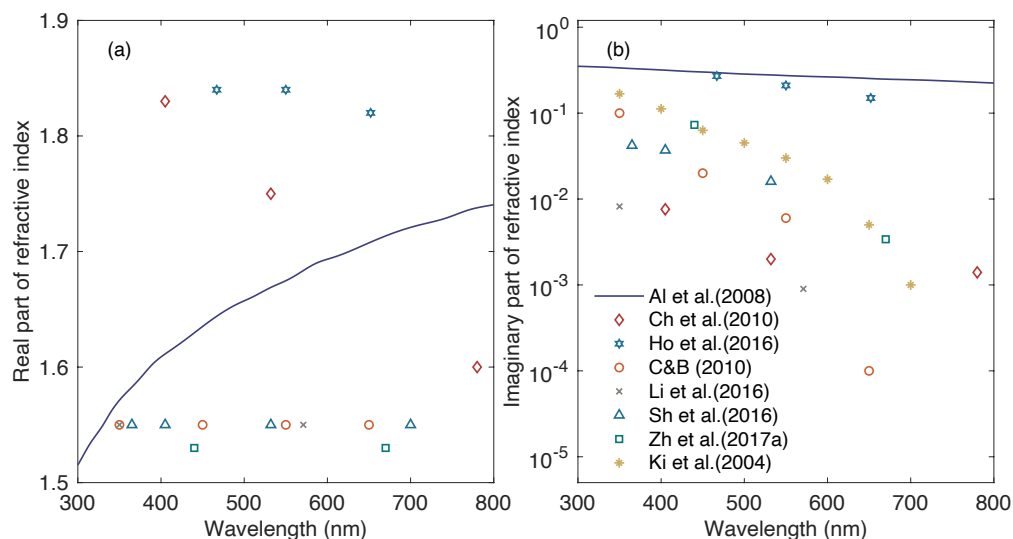 (a)
1.9
1.8
1.7
1.6
1.5
300 400 500 600 700 800
Real part of refractive index
Wavelength (nm)
(b)
10^0
10^-1
10^-2
10^-3
10^-4
10^-5
300 400 500 600 700 800
Imaginary part of refractive index
Wavelength (nm)
Al et al.(2008)
Ch et al.(2010)
Ho et al.(2016)
C&B (2010)
Li et al.(2016)
Sh et al.(2016)
Zh et al.(2017a)
Ki et al.(2004)